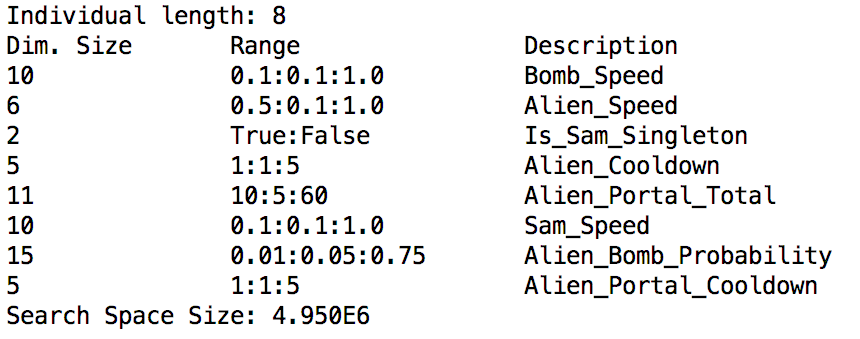 Individual length: 8
Dim. Size Range Description
10 0.1:0.1:1.0 Bomb_Speed
6 0.5:0.1:1.0 Alien_Speed
2 True:False Is_Sam_Singleton
5 1:1:5 Alien_Cooldown
11 10:5:60 Alien_Portal_Total
10 0.1:0.1:1.0 Sam_Speed
15 0.01:0.05:0.75 Alien_Bomb_Probability
5 1:1:5 Alien_Portal_Cooldown
Search Space Size: 4.950E6